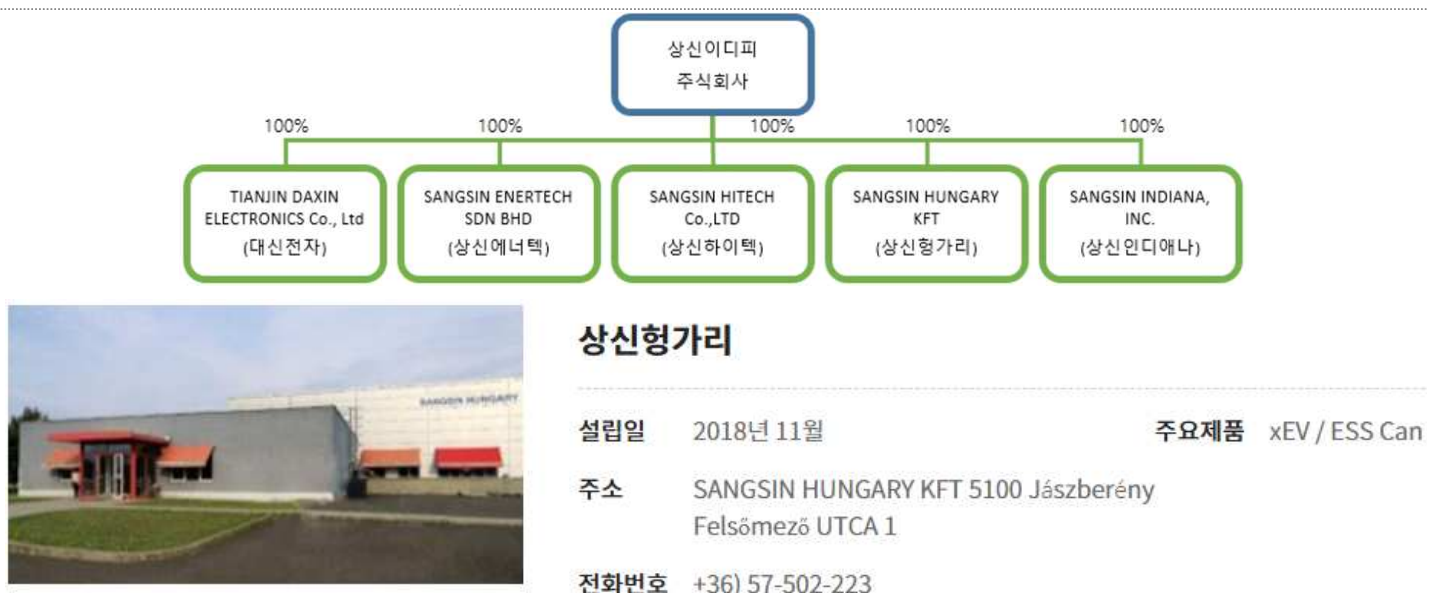 상신이디피
주식회사
100% 100% 100% 100% 100%
TIANJIN DAXIN
ELECTRONICS Co., Ltd
(대신전자)
SANGSIN ENERTECH
SDN BHD
(상신에너텍)
SANGSIN HITECH
Co.,LTD
(상신하이텍)
SANGSIN HUNGARY
KFT
(상신헝가리)
SANGSIN INDIANA,
INC.
(상신인디애나)
SANGSIN HUNGARY
상신헝가리
설립일 2018년 11월 주요제품 xEV / ESS Can
주소 SANGSIN HUNGARY KFT 5100 Jászberény
Felsőmező UTCA 1
전화번호 +36) 57-502-223